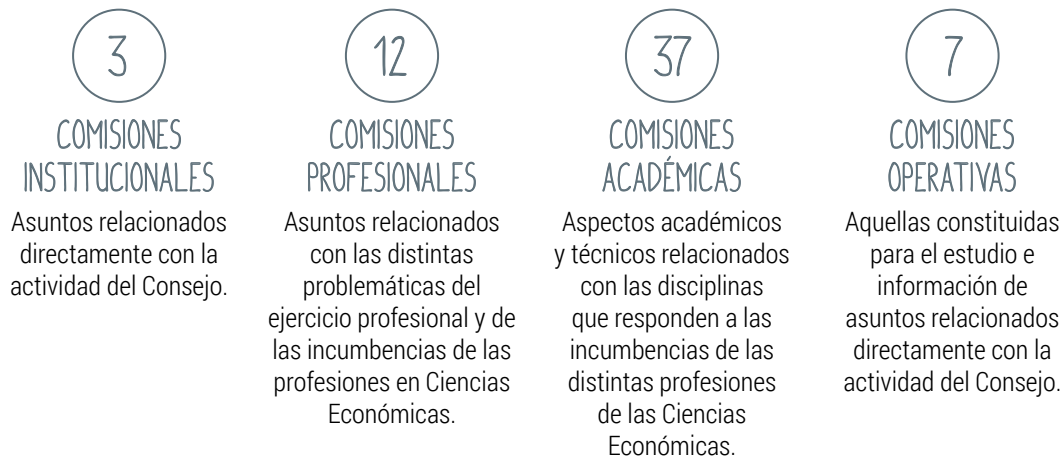 3
COMISIONES
INSTITUCIONALES
Asuntos relacionados
directamente con la
actividad del Consejo.
12
COMISIONES
PROFESIONALES
Asuntos relacionados
con las distintas
problemáticas del
ejercicio profesional y de
las incumbencias de las
profesiones en Ciencias
Económicas.
37
COMISIONES
ACADÉMICAS
Aspectos académicos
y técnicos relacionados
con las disciplinas
que responden a las
incumbencias de las
distintas profesiones
de las Ciencias
Económicas.
7
COMISIONES
OPERATIVAS
Aquellas constituidas
para el estudio e
información de
asuntos relacionados
directamente con la
actividad del Consejo.